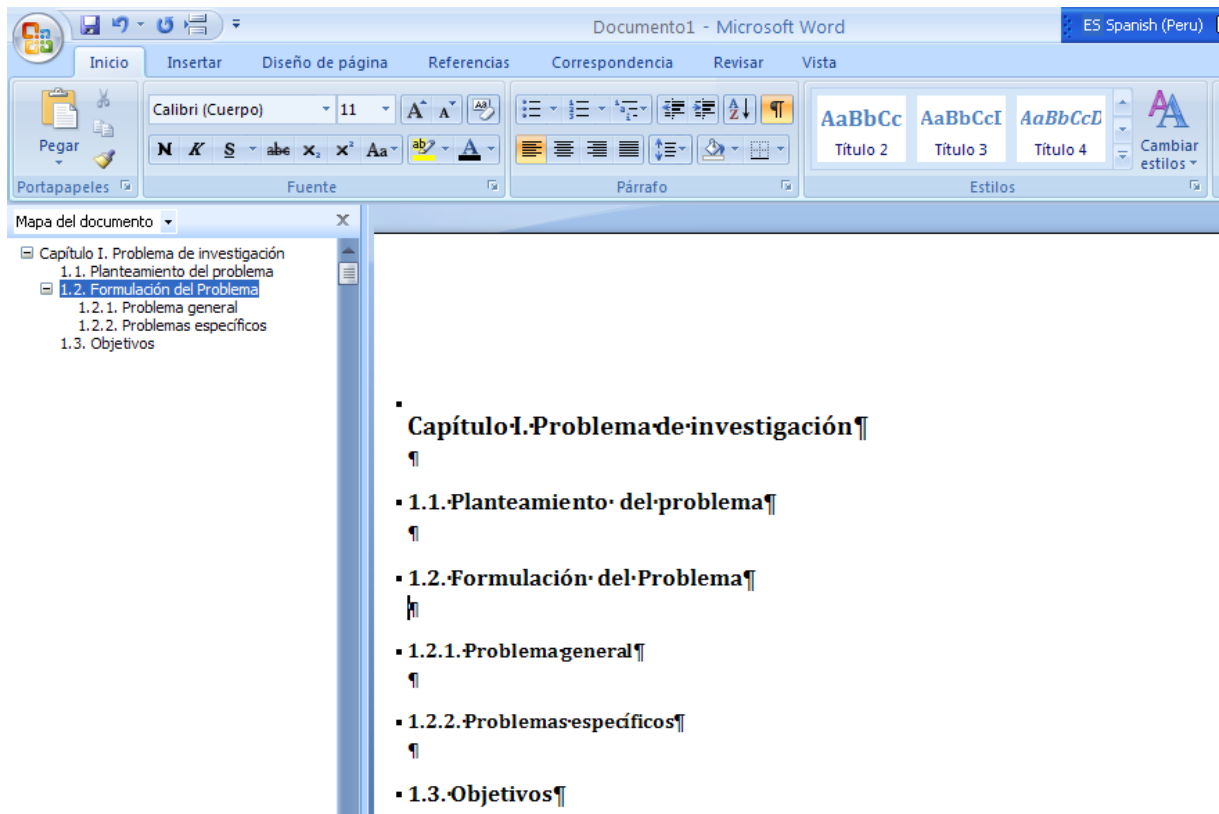 Documento1 - Microsoft Word
ES Spanish (Peru)
Inicio Insertar Diseño de página Referencias Correspondencia Revisar Vista
Pegar
Portapapeles
Calibri (Cuerpo) 11
N K S abc x₂ x² Aa ab A
Fuente
Párrafo
AaBbCc AaBbCcI AaBbCcD
Título 2 Título 3 Título 4
Cambiar estilos
Estilos
Mapa del documento
Capítulo I. Problema de investigación
1.1. Planteamiento del problema
1.2. Formulación del Problema
1.2.1. Problema general
1.2.2. Problemas específicos
1.3. Objetivos
Capítulo·I.·Problema·de·investigación¶
¶
1.1.·Planteamiento· del·problema¶
¶
1.2.·Formulación· del·Problema¶
¶
1.2.1.·Problema·general¶
¶
1.2.2.·Problemas·específicos¶
¶
1.3.·Objetivos¶